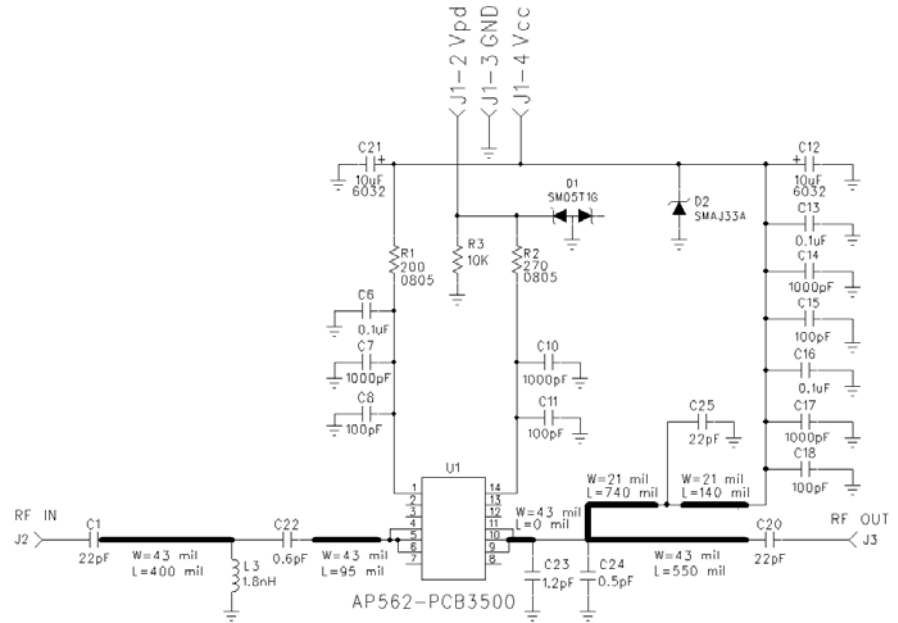 J1-2 Vpd
J1-3 GND
J1-4 Vcc
C21
+
10uF
6032
C12
+
10uF
6032
D1
SM05T1G
D2
SMAJ33A
C13
0.1uF
R1
200
0805
R3
10K
R2
270
0805
C14
1000pF
C15
100pF
C6
0.1uF
C7
1000pF
C10
1000pF
C16
0.1uF
C8
100pF
C11
100pF
C25
22pF
C17
1000pF
C18
100pF
U1
1
2
3
4
5
6
7
14
13
12
11
10
9
8
W=21 mil
L=740 mil
W=21 mil
L=140 mil
W=43 mil
L=0 mil
RF IN
J2
C1
22pF
W=43 mil
L=400 mil
L3
1.8nH
C22
0.6pF
W=43 mil
L=95 mil
C23
1.2pF
C24
0.5pF
W=43 mil
L=550 mil
C20
22pF
RF OUT
J3
AP562-PCB3500